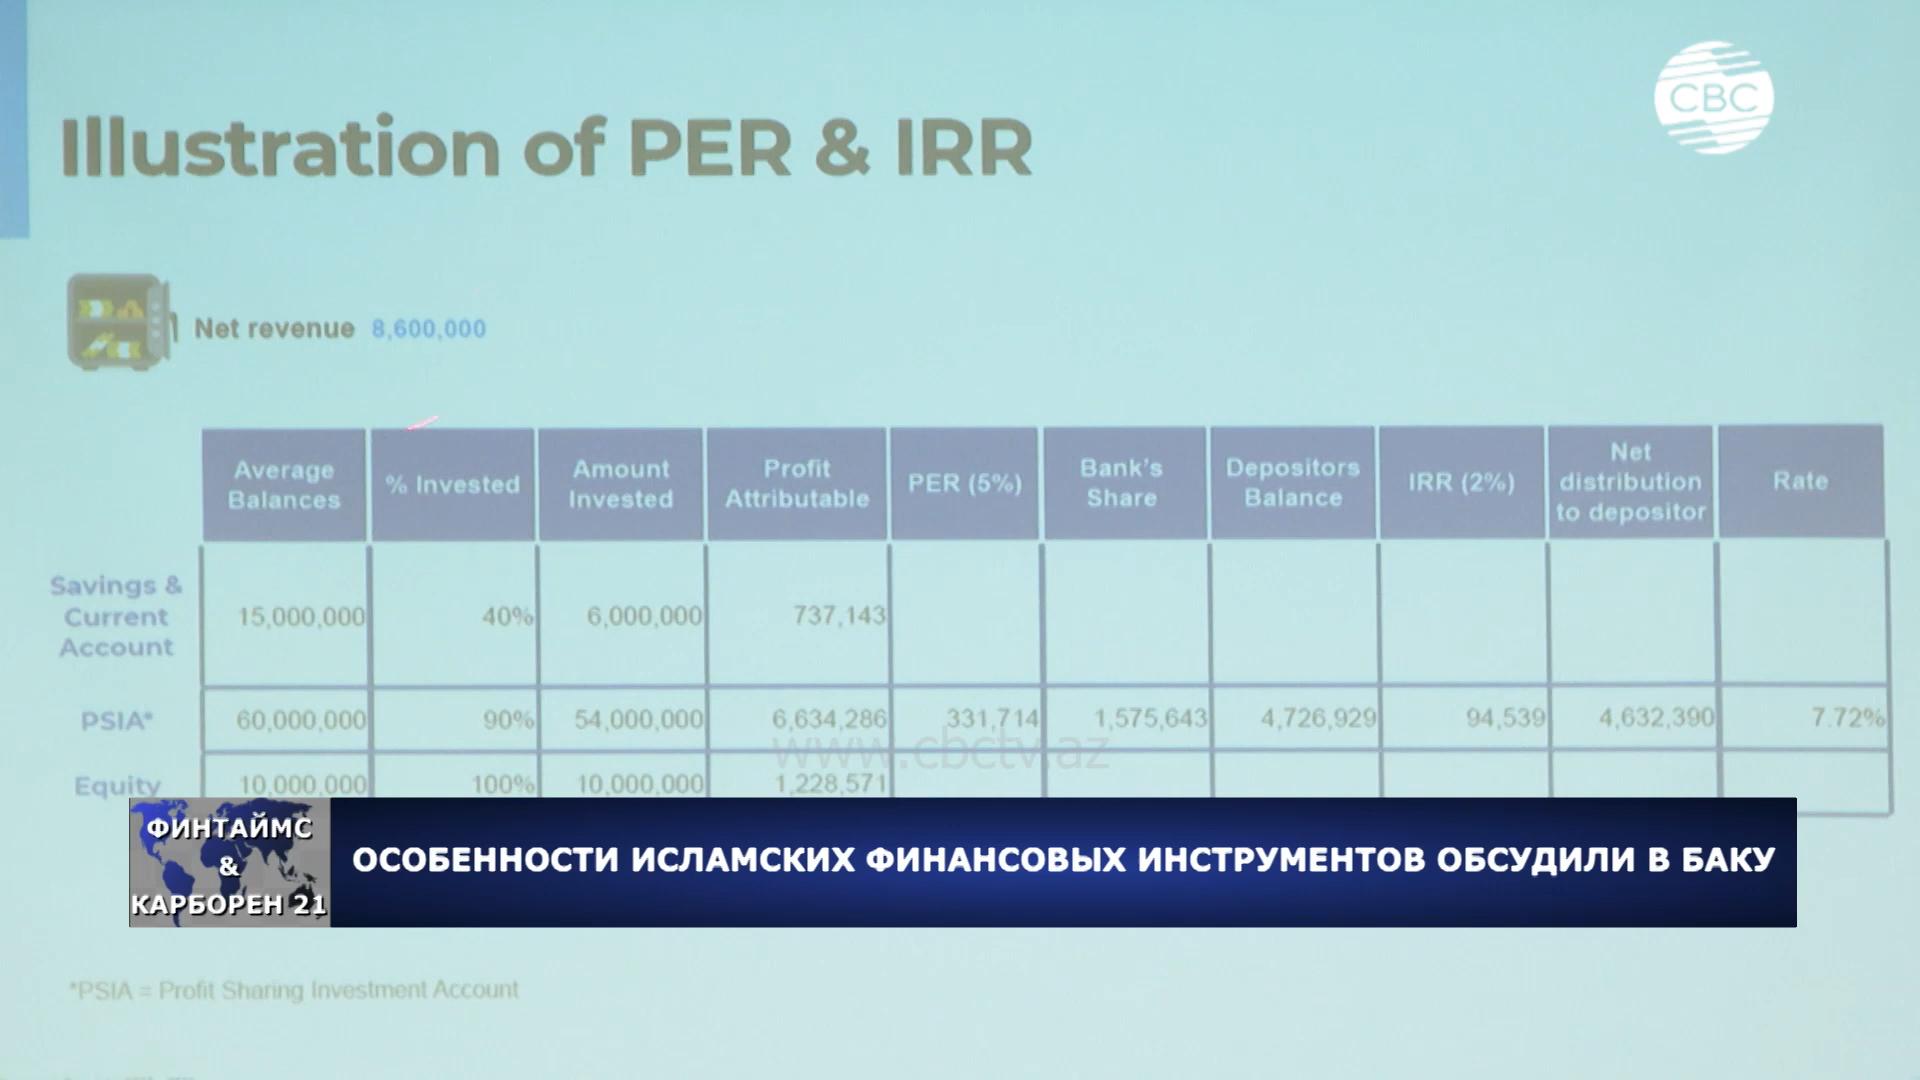 CBC
Illustration of PER & IRR
Net revenue 8,600,000
Average Balances % Invested Amount Invested Profit Attributable PER (5%) Bank's Share Depositors Balance IRR (2%) Net distribution to depositor Rate
Savings & Current Account 15,000,000 40% 6,000,000 737,143
PSIA* 60,000,000 90% 54,000,000 6,634,286 331,714 1,575,643 4,726,929 94,539 4,632,390 7.72%
www.cbctv.az
Equity 10,000,000 100% 10,000,000 1,228,571
ФИНТАЙМС
&
КАРБОРЕН 21
ОСОБЕННОСТИ ИСЛАМСКИХ ФИНАНСОВЫХ ИНСТРУМЕНТОВ ОБСУДИЛИ В БАКУ
*PSIA = Profit Sharing Investment Account